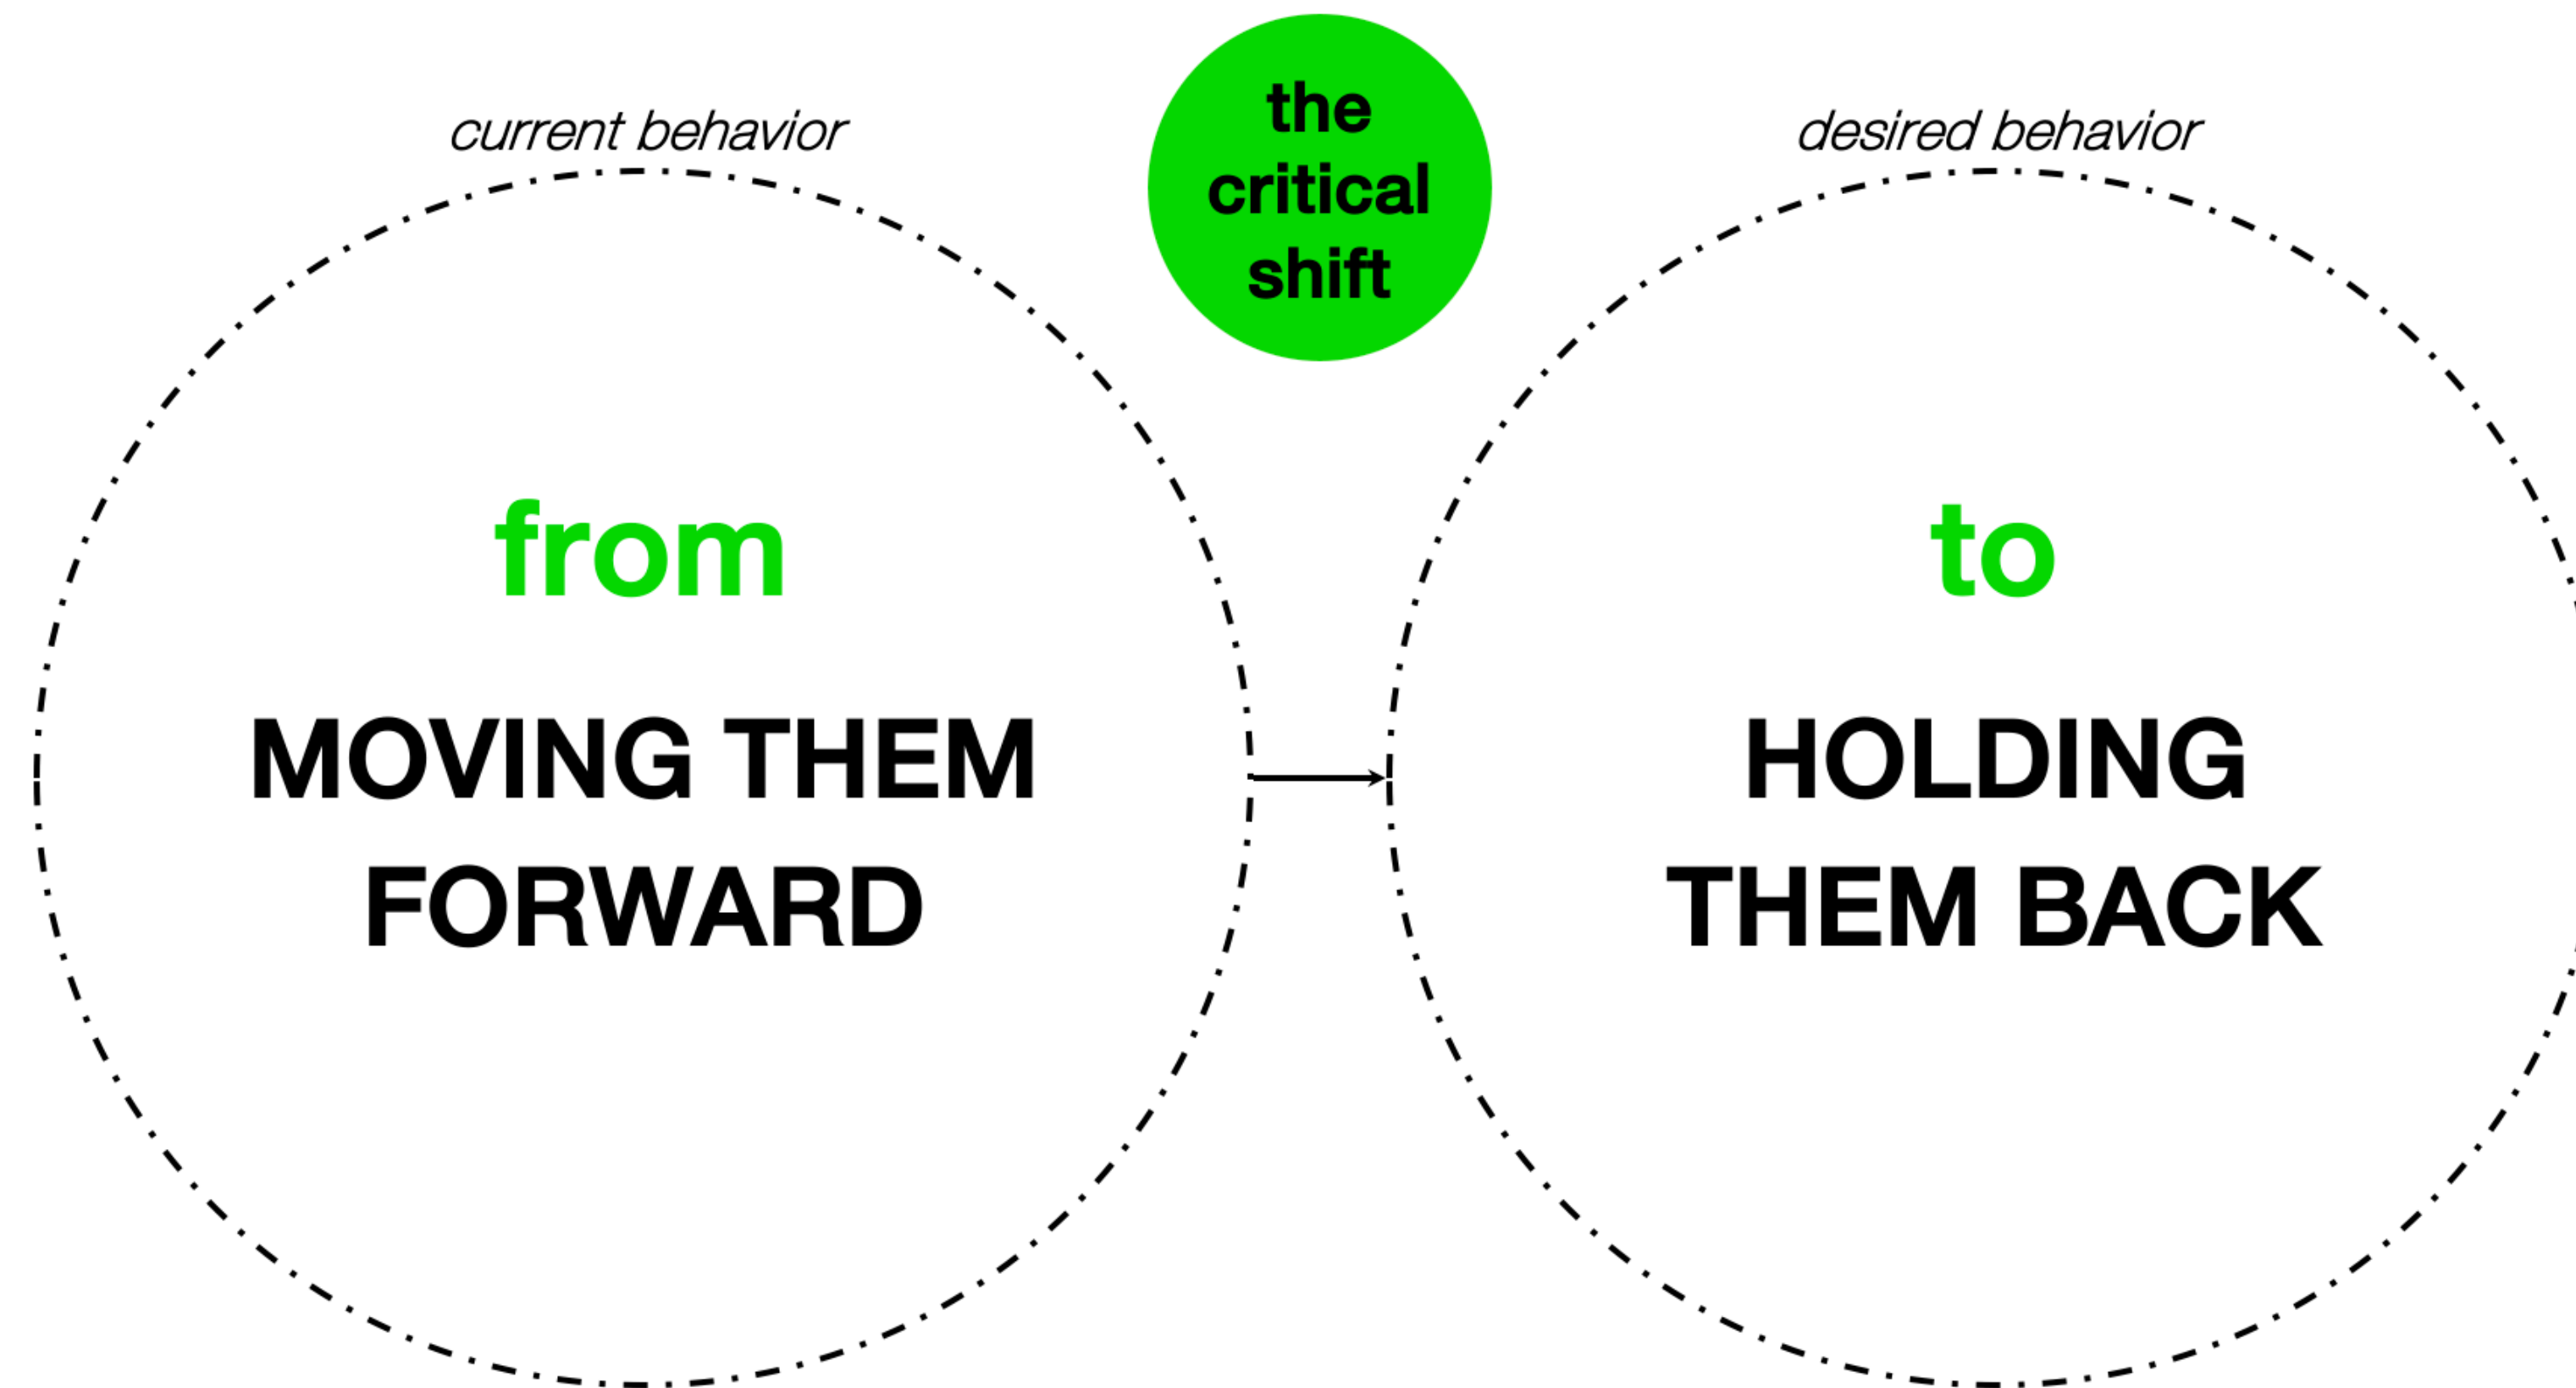 the
critical
shift
current behavior
desired behavior
from
MOVING THEM
FORWARD
to
HOLDING
THEM BACK